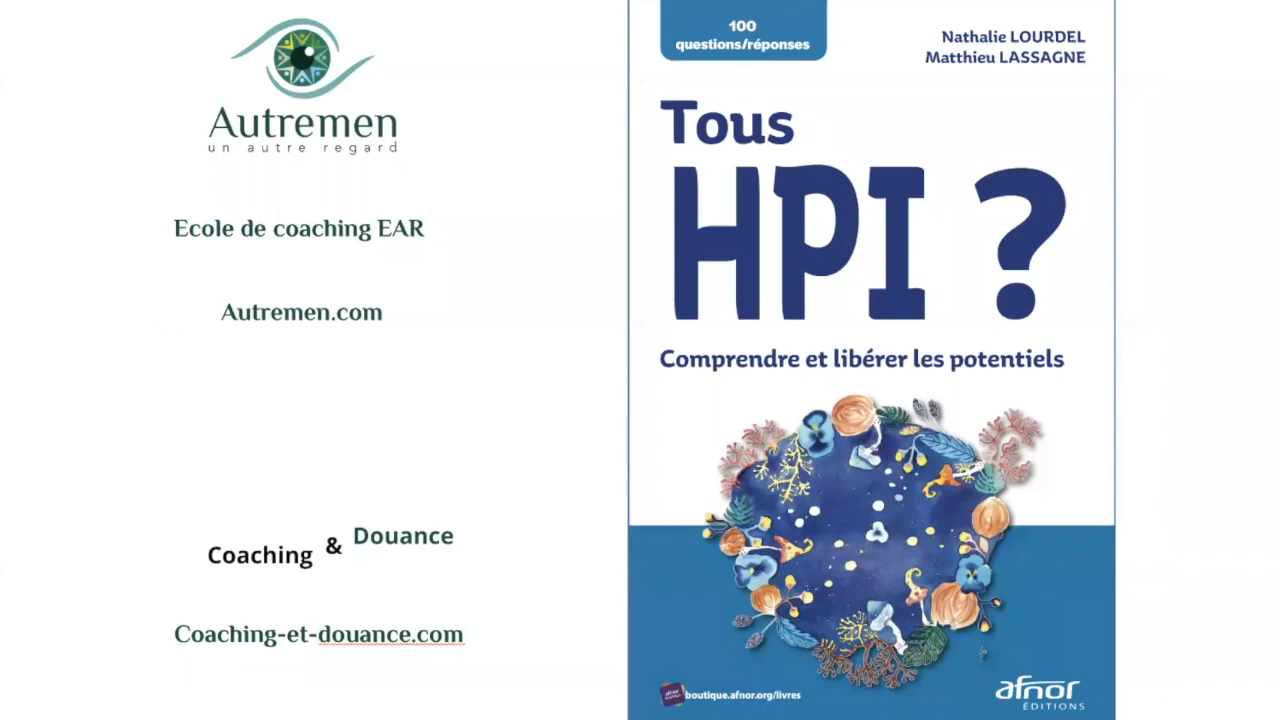 Autremen
un autre regard
Ecole de coaching EAR
Autremen.com
Coaching & Douance
Coaching-et-douance.com
100
questions/réponses
Nathalie LOURDEL
Matthieu LASSAGNE
Tous
HPI ?
Comprendre et libérer les potentiels
boutique.afnor.org/livres
afnor
ÉDITIONS